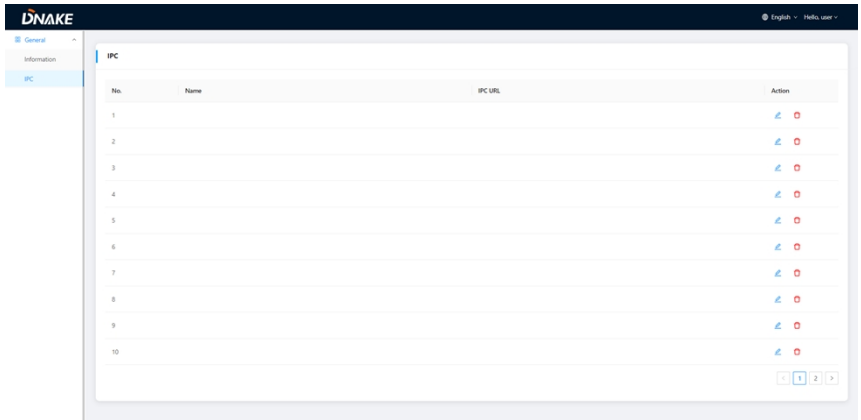 DNAKE
English Hello, user
General
Information
IPC
IPC
No. Name IPC URL Action
1
2
3
4
5
6
7
8
9
10
< 1 2 >